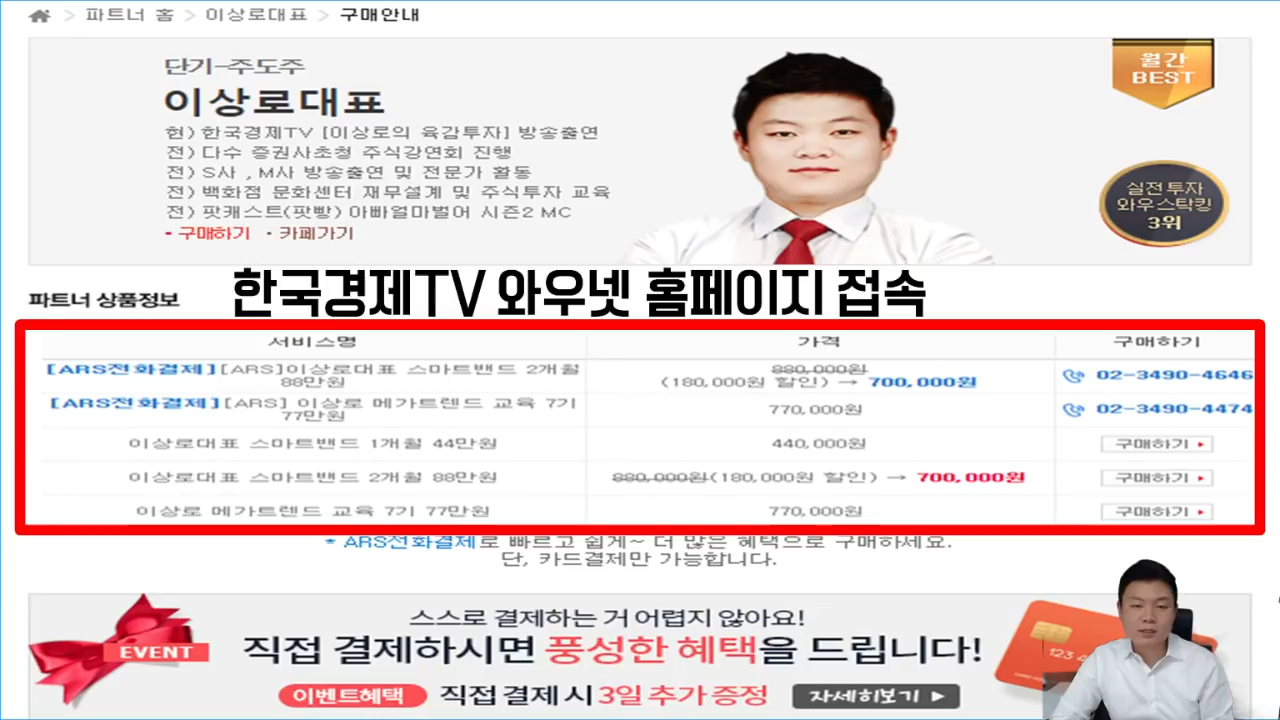 파트너 홈 > 이상로대표 > 구매안내
단기-주도주
이상로대표
현) 한국경제TV [이상로의 육감투자] 방송출연
전) 다수 증권사초청 주식강연회 진행
전) S사 , M사 방송출연 및 전문가 활동
전) 백화점 문화센터 재무설계 및 주식투자 교육
전) 팟캐스트(팟빵) 아빠얼마벌어 시즌2 MC
- 구매하기 · 카페가기
월간
BEST
실전투자
와우스탁킹
3위
파트너 상품정보
한국경제TV 와우넷 홈페이지 접속
서비스명 가격 구매하기
[ARS전화결제][ARS]이상로대표 스마트밴드 2개월
88만원
880,000원
(180,000원 할인) → 700,000원
02-3490-4646
[ARS전화결제][ARS] 이상로 메가트렌드 교육 7기
77만원
770,000원
02-3490-4474
이상로대표 스마트밴드 1개월 44만원 440,000원 구매하기 ▸
이상로대표 스마트밴드 2개월 88만원 880,000원(180,000원 할인) → 700,000원 구매하기 ▸
이상로 메가트렌드 교육 7기 77만원 770,000원 구매하기 ▸
* ARS전화결제로 빠르고 쉽게~ 더 많은 혜택으로 구매하세요.
단, 카드결제만 가능합니다.
EVENT
스스로 결제하는 거 어렵지 않아요!
직접 결제하시면 풍성한 혜택을 드립니다!
이벤트혜택 직접 결제 시 3일 추가 증정 자세히보기 ▶